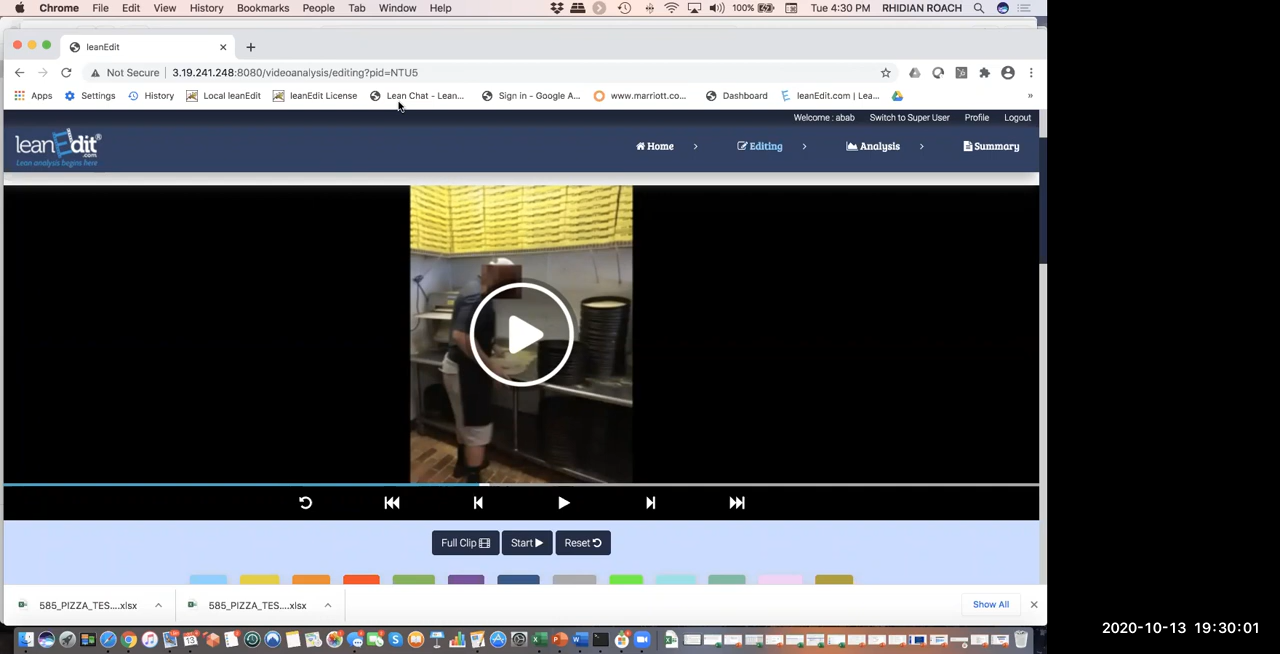 Chrome File Edit View History Bookmarks People Tab Window Help 100% Tue 4:30 PM RHIDIAN ROACH
leanEdit
Not Secure 3.19.241.248:8080/videoanalysis/editing?pid=NTU5
Apps Settings History Local leanEdit leanEdit License Lean Chat - Lean... Sign in - Google A... www.marriott.co... Dashboard leanEdit.com | Lea... »
Welcome : abab Switch to Super User Profile Logout
leanEdit .com
Lean analysis begins here
Home Editing Analysis Summary
Full Clip Start Reset
585_PIZZA_TES....xlsx 585_PIZZA_TES....xlsx Show All
2020-10-13 19:30:01